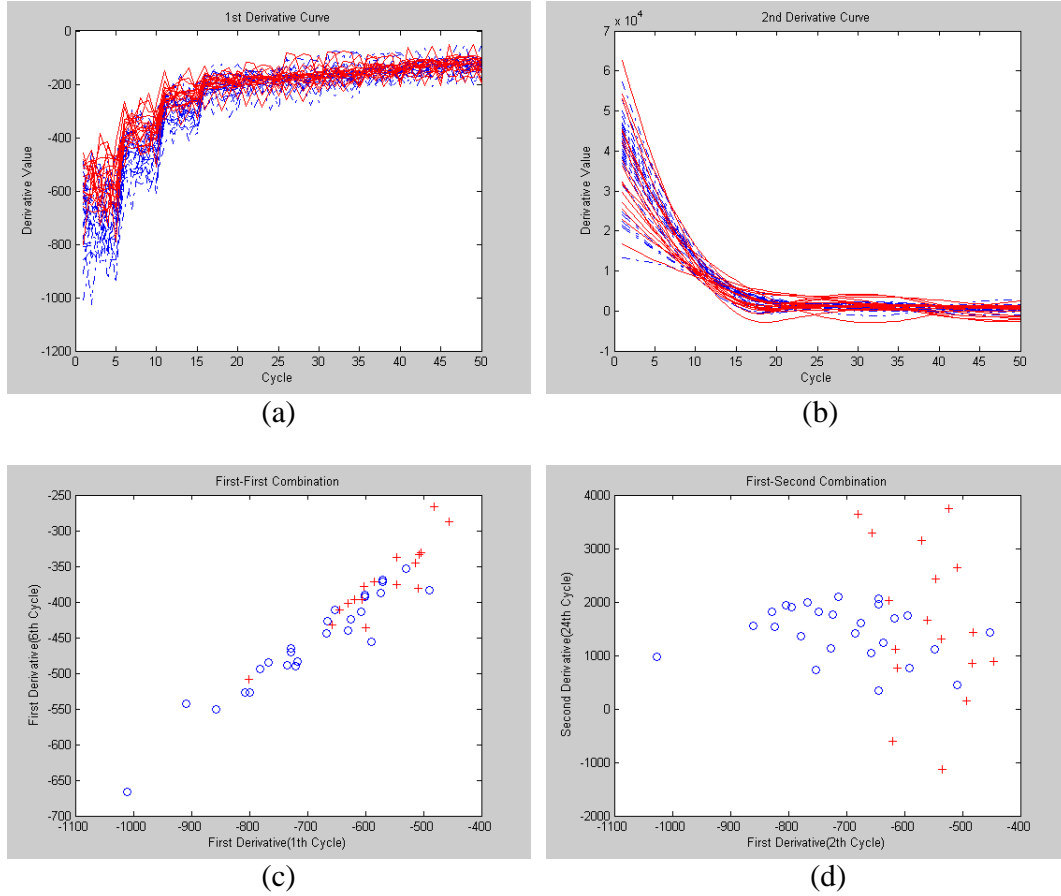 1st Derivative Curve
0
-200
-400
-600
-800
-1000
-1200
Derivative Value
0 5 10 15 20 25 30 35 40 45 50
Cycle
(a)
x 10^4
2nd Derivative Curve
7
6
5
4
3
2
1
0
-1
Derivative Value
0 5 10 15 20 25 30 35 40 45 50
Cycle
(b)
First-First Combination
-250
-300
-350
-400
-450
-500
-550
-600
-650
-700
First Derivative(6th Cycle)
-1100 -1000 -900 -800 -700 -600 -500 -400
First Derivative(1th Cycle)
(c)
First-Second Combination
4000
3000
2000
1000
0
-1000
-2000
Second Derivative(24th Cycle)
-1100 -1000 -900 -800 -700 -600 -500 -400
First Derivative(2th Cycle)
(d)